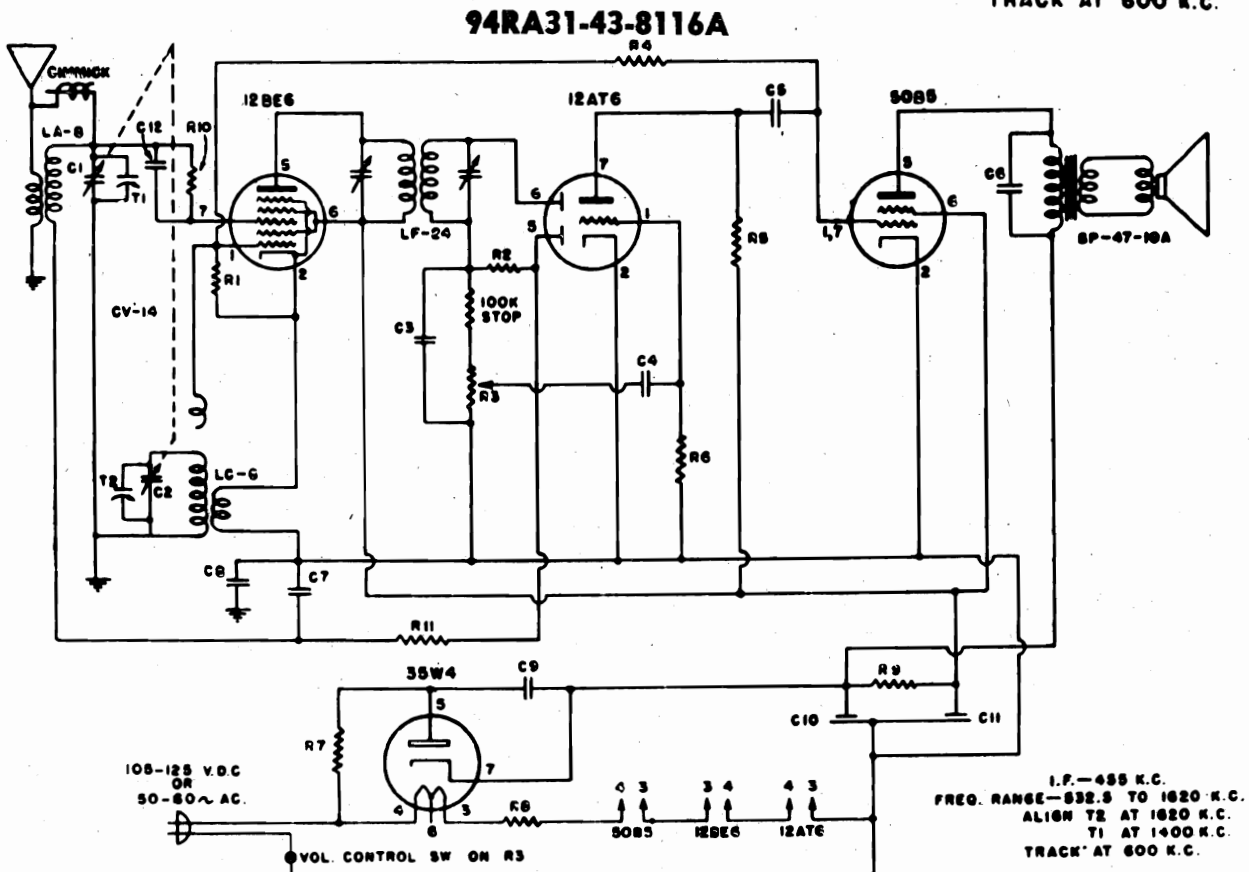 TRACK AT 600 K.C.
94RA31-43-8116A
R4
GIMMICK
12BE6
12AT6
C5
50B5
LA-8
C12
R10
C1
T1
5
7
5
C6
7
6
6
1
6
LF-24
5
R5
1,7
SP-47-10A
1
R1
2
R2
2
2
CV-14
100K
STOP
C3
C4
R3
R6
LC-6
T2
C2
C8
C7
R11
35W4
C9
R9
5
C10
C11
R7
7
105-125 V.D.C
OR
50-60~ AC.
4
6
3
R8
4 3
3 4
4 3
50B5
12BE6
12AT6
VOL. CONTROL SW ON R3
I.F.—455 K.C.
FREQ. RANGE—532.5 TO 1620 K.C.
ALIGN T2 AT 1620 K.C.
T1 AT 1400 K.C.
TRACK AT 600 K.C.